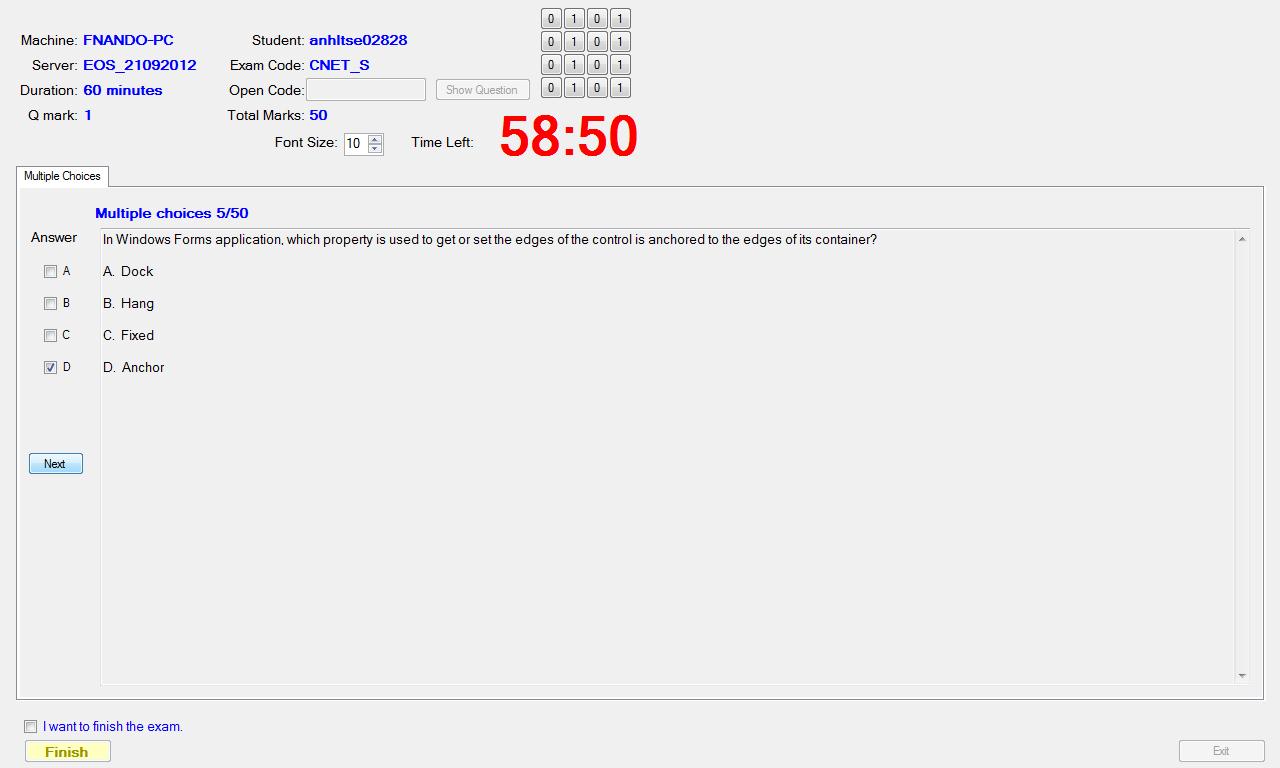 Machine: FNANDO-PC Student: anhltse02828
Server: EOS_21092012 Exam Code: CNET_S
Duration: 60 minutes Open Code: Show Question
Q mark: 1 Total Marks: 50
0 1 0 1
0 1 0 1
0 1 0 1
0 1 0 1
Font Size: 10 Time Left: 58:50
Multiple Choices
Multiple choices 5/50
Answer
In Windows Forms application, which property is used to get or set the edges of the control is anchored to the edges of its container?
A A. Dock
B B. Hang
C C. Fixed
D D. Anchor
Next
I want to finish the exam.
Finish
Exit